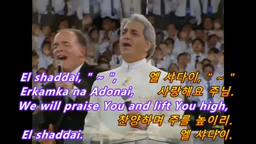 El shaddai, " ~ ", 엘 샤다이, " ~ "
Erkamka na Adonai, 사랑해요 주님.
We will praise You and lift You high,
찬양하며 주를 높이리.
El shaddai. 엘 샤다이.